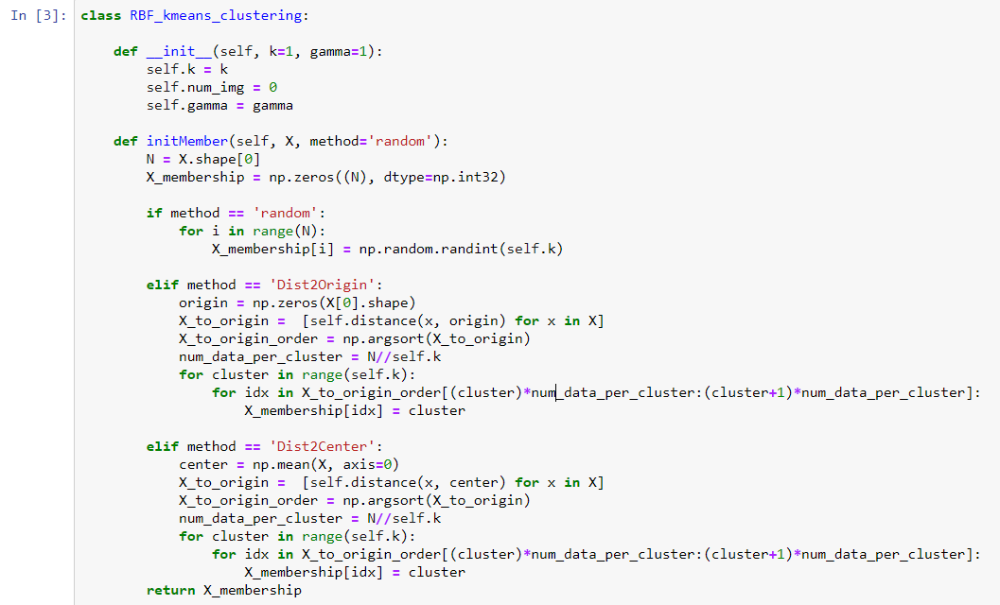 In [3]: class RBF_kmeans_clustering:
    def __init__(self, k=1, gamma=1):
        self.k = k
        self.num_img = 0
        self.gamma = gamma
    def initMember(self, X, method='random'):
        N = X.shape[0]
        X_membership = np.zeros((N), dtype=np.int32)
        if method == 'random':
            for i in range(N):
                X_membership[i] = np.random.randint(self.k)
        elif method == 'Dist2Origin':
            origin = np.zeros(X[0].shape)
            X_to_origin =  [self.distance(x, origin) for x in X]
            X_to_origin_order = np.argsort(X_to_origin)
            num_data_per_cluster = N//self.k
            for cluster in range(self.k):
                for idx in X_to_origin_order[(cluster)*num_data_per_cluster:(cluster+1)*num_data_per_cluster]:
                    X_membership[idx] = cluster
        elif method == 'Dist2Center':
            center = np.mean(X, axis=0)
            X_to_origin =  [self.distance(x, center) for x in X]
            X_to_origin_order = np.argsort(X_to_origin)
            num_data_per_cluster = N//self.k
            for cluster in range(self.k):
                for idx in X_to_origin_order[(cluster)*num_data_per_cluster:(cluster+1)*num_data_per_cluster]:
                    X_membership[idx] = cluster
        return X_membership